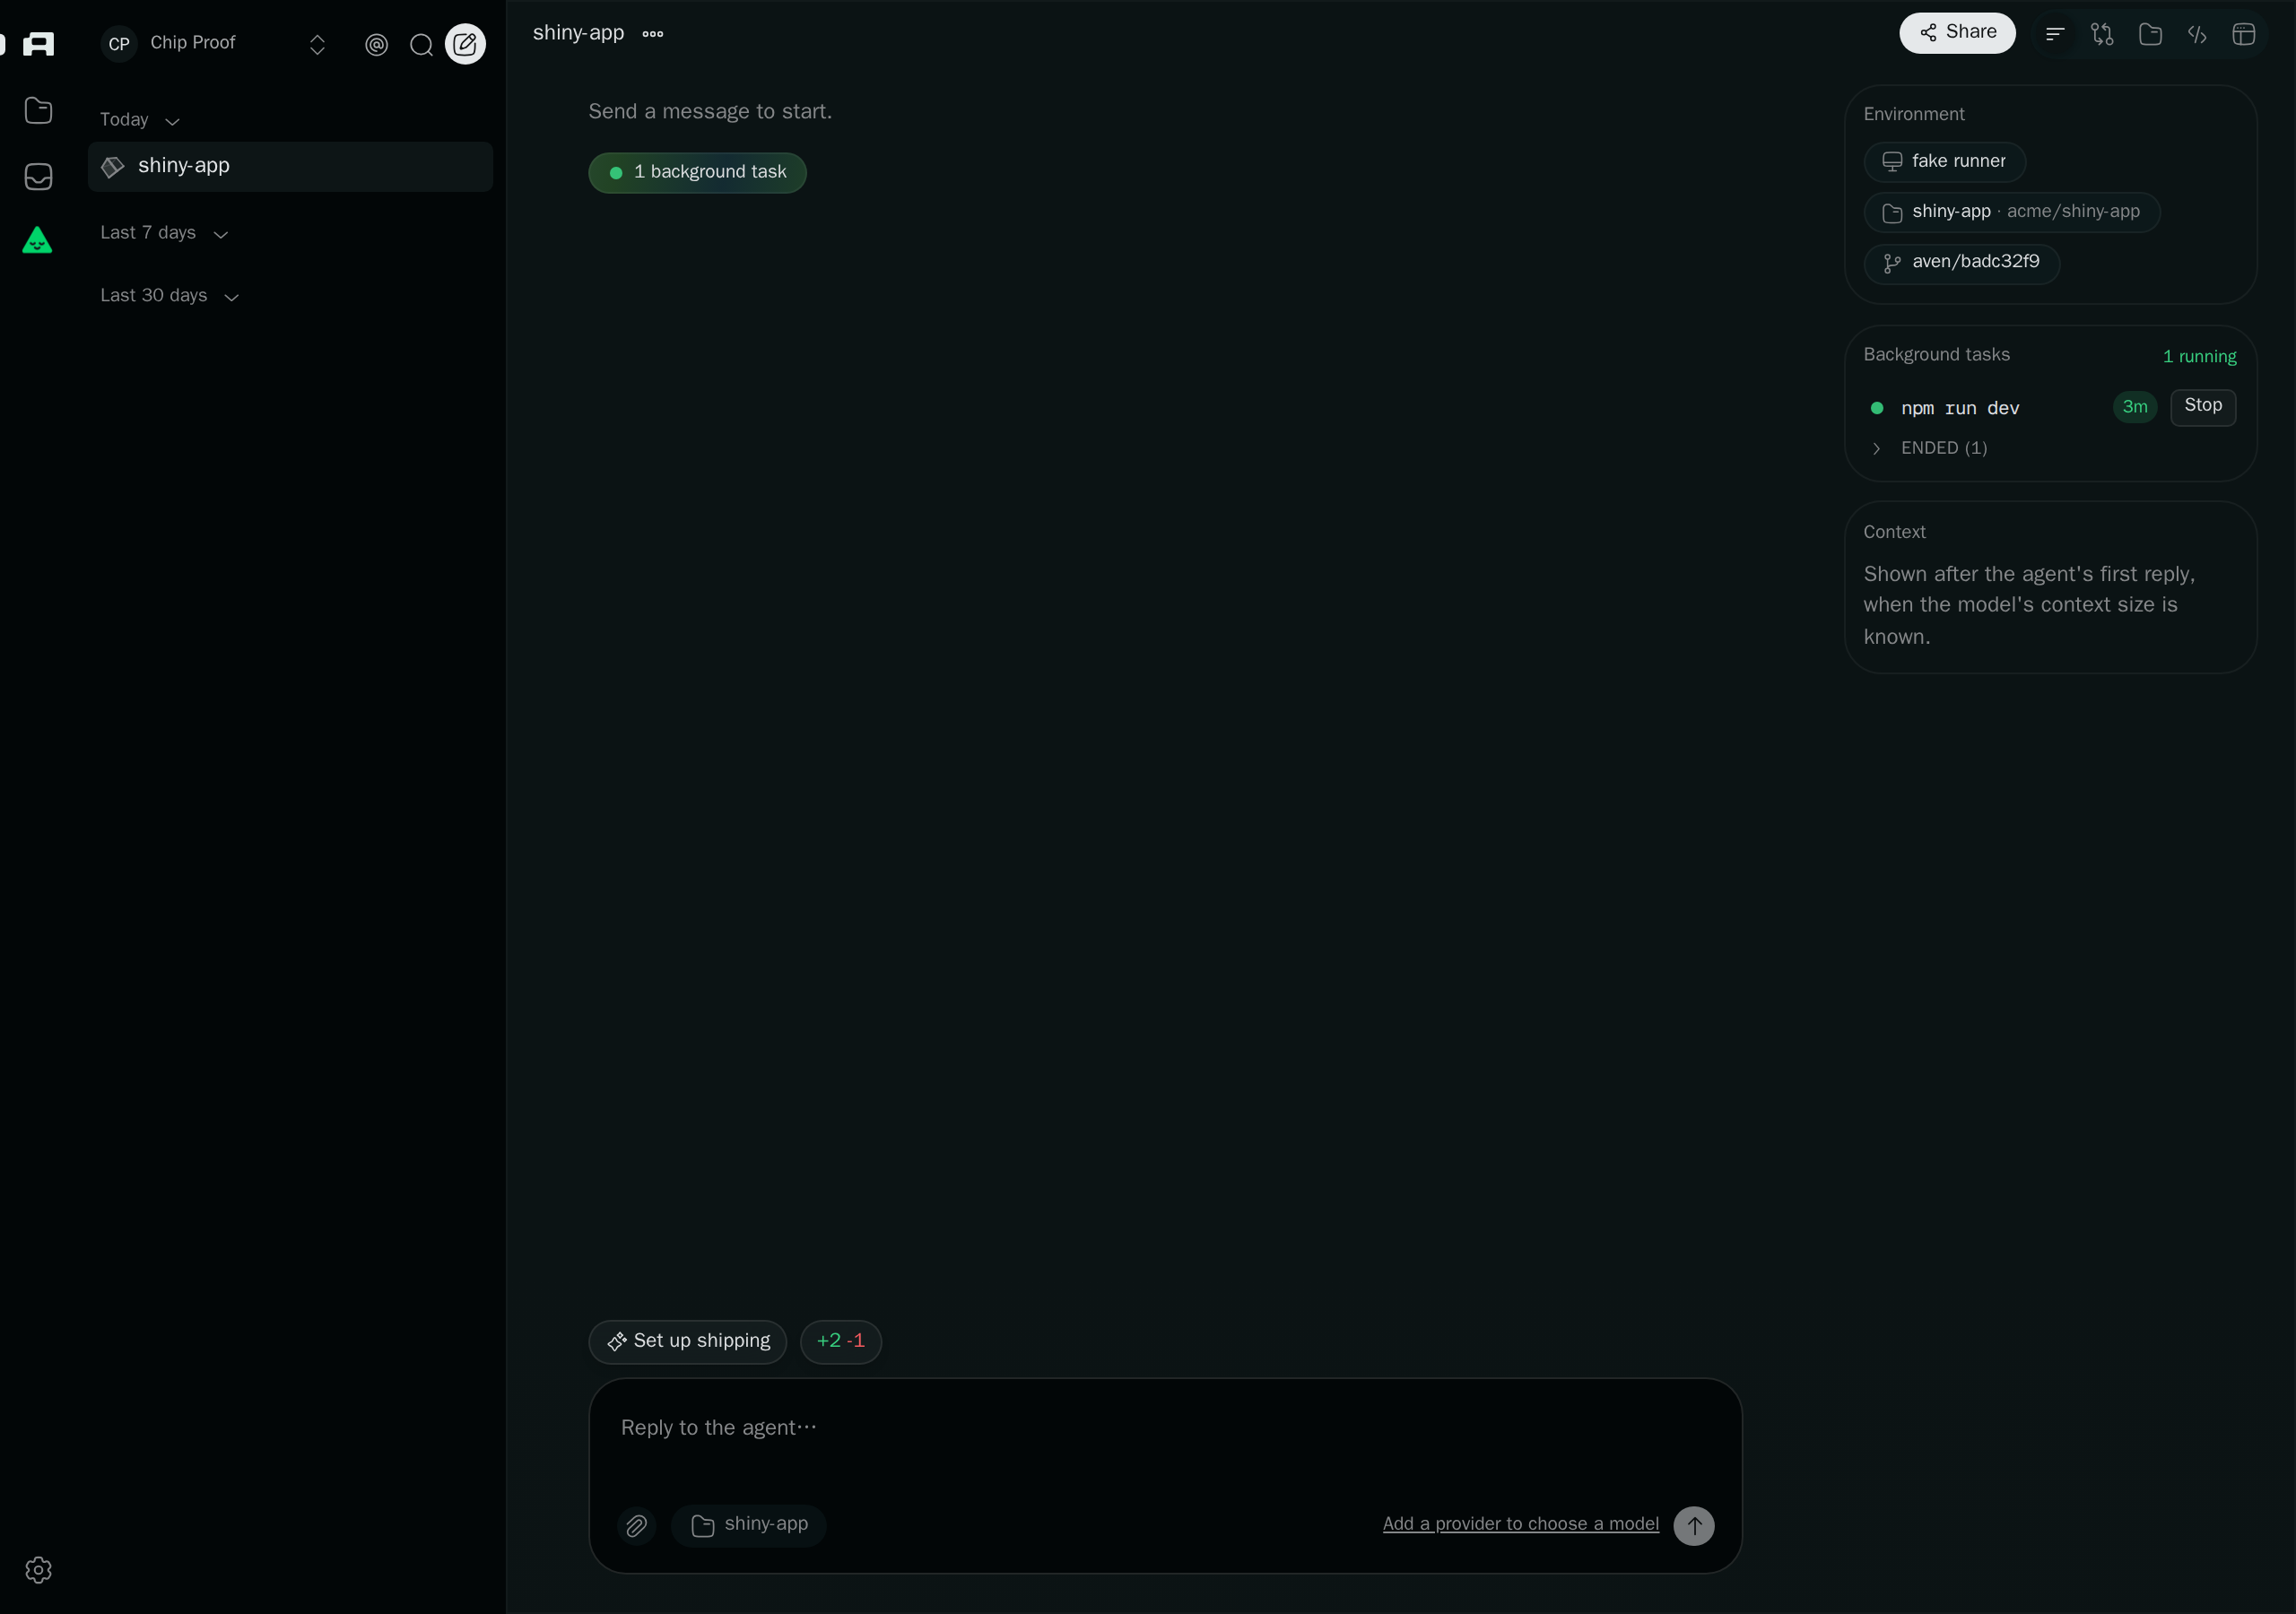 CP Chip Proof
Today
shiny-app
Last 7 days
Last 30 days
shiny-app
Share
Send a message to start.
1 background task
Environment
fake runner
shiny-app · acme/shiny-app
aven/badc32f9
Background tasks 1 running
npm run dev 3m Stop
ENDED (1)
Context
Shown after the agent's first reply,
when the model's context size is
known.
Set up shipping +2 -1
Reply to the agent···
shiny-app Add a provider to choose a model